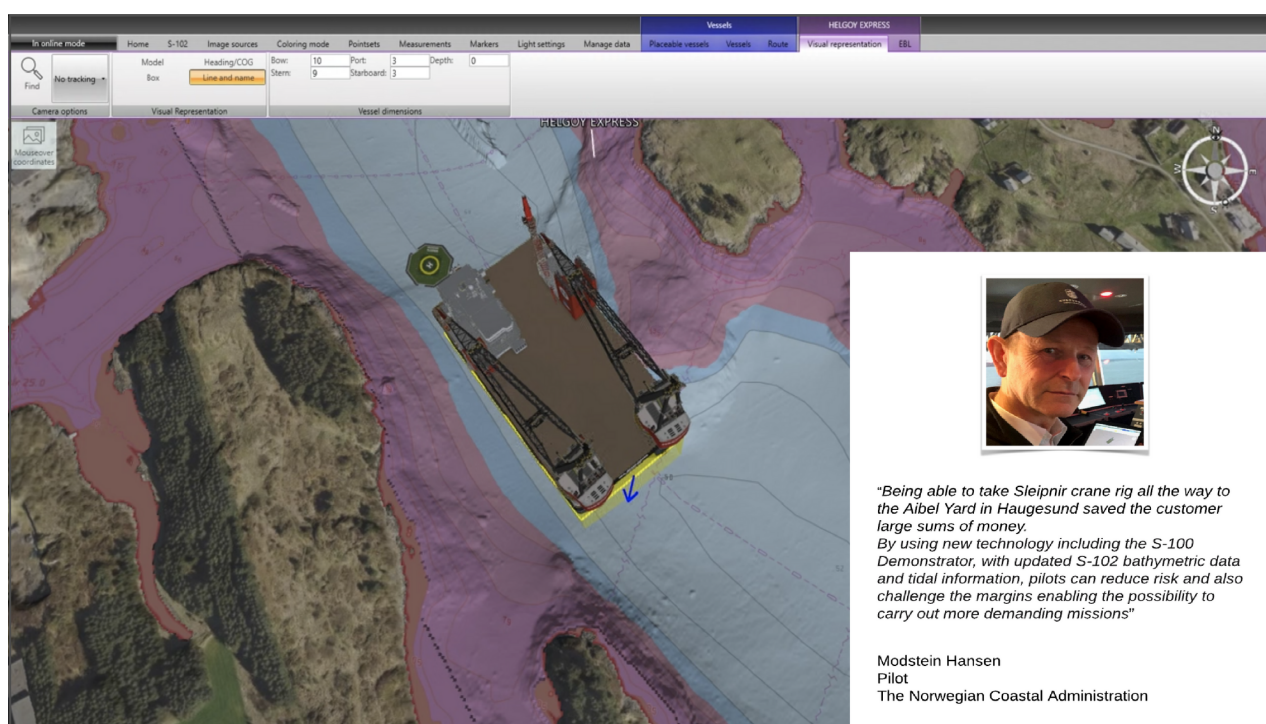 Vessels
HELGOY EXPRESS
In online mode
Home
S-102
Image sources
Coloring mode
Pointsets
Measurements
Markers
Light settings
Manage data
Placeable vessels
Vessels
Route
Visual representation
EBL
Find
No tracking
Model
Box
Heading/COG
Line and name
Bow: 10
Port: 3
Depth: 0
Stern: 9
Starboard: 3
Camera options
Visual Representation
Vessel dimensions
Mouseover
coordinates
HELGOY EXPRESS
N
W
E
S
“Being able to take Sleipnir crane rig all the way to
the Aibel Yard in Haugesund saved the customer
large sums of money.
By using new technology including the S-100
Demonstrator, with updated S-102 bathymetric data
and tidal information, pilots can reduce risk and also
challenge the margins enabling the possibility to
carry out more demanding missions”
Modstein Hansen
Pilot
The Norwegian Coastal Administration